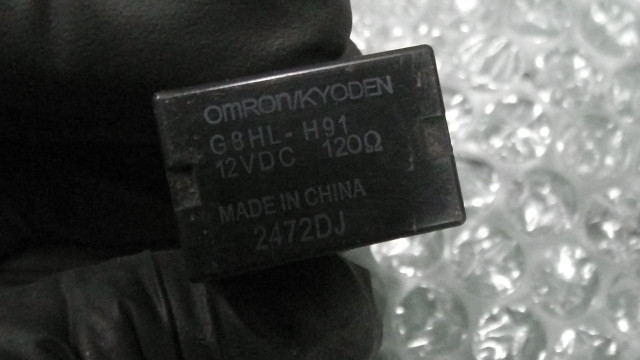 OMRON/KYODEN
G8HL-H91
12VDC 120Ω
MADE IN CHINA
2472DJ